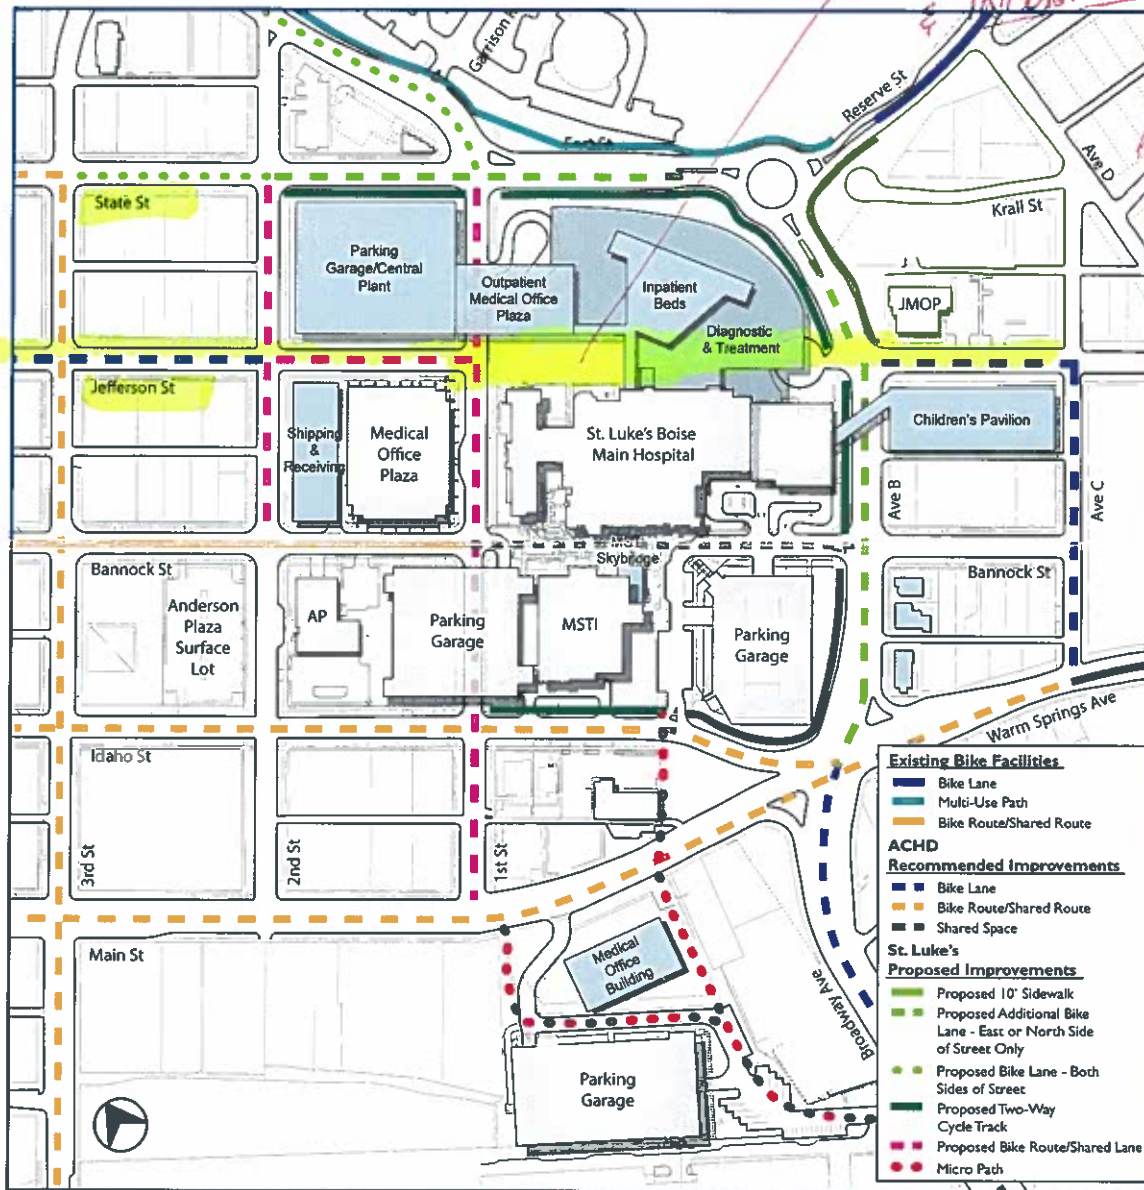 Garrison
Reserve St
Ave D
Fort St
State St
Krall St
Parking
Garage/Central
Plant
Outpatient
Medical Office
Plaza
Inpatient
Beds
Diagnostic
& Treatment
JMOP
Jefferson St
Shipping
&
Receiving
Medical
Office
Plaza
St. Luke's Boise
Main Hospital
Children's Pavilion
Ave B
Ave C
Skybridge
Bannock St
Bannock St
Anderson
Plaza
Surface
Lot
AP
Parking
Garage
MSTI
Parking
Garage
Warm Springs Ave
Idaho St
3rd St
2nd St
1st St
Main St
Medical
Office
Building
Broadway Ave
Parking
Garage
Existing Bike Facilities
Bike Lane
Multi-Use Path
Bike Route/Shared Route
ACHD
Recommended Improvements
Bike Lane
Bike Route/Shared Route
Shared Space
St. Luke's
Proposed Improvements
Proposed 10' Sidewalk
Proposed Additional Bike
Lane - East or North Side
of Street Only
Proposed Bike Lane - Both
Sides of Street
Proposed Two-Way
Cycle Track
Proposed Bike Route/Shared Lane
Micro Path